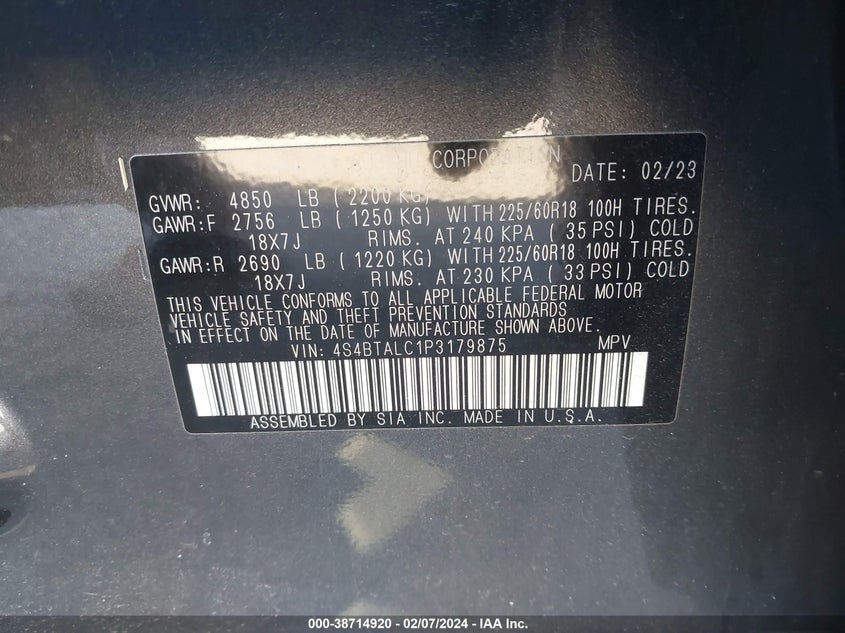 CORPORATION
DATE: 02/23
GVWR: 4850 LB ( 2200 KG)
GAWR:F 2756 LB ( 1250 KG) WITH 225/60R18 100H TIRES.
18X7J RIMS. AT 240 KPA ( 35 PSI) COLD
GAWR:R 2690 LB ( 1220 KG) WITH 225/60R18 100H TIRES.
18X7J RIMS. AT 230 KPA ( 33 PSI) COLD
THIS VEHICLE CONFORMS TO ALL APPLICABLE FEDERAL MOTOR
VEHICLE SAFETY AND THEFT PREVENTION STANDARDS
IN EFFECT ON THE DATE OF MANUFACTURE SHOWN ABOVE.
VIN: 4S4BTALC1P3179875 MPV
ASSEMBLED BY SIA INC. MADE IN U.S.A.
000-38714920 - 02/07/2024 - IAA Inc.